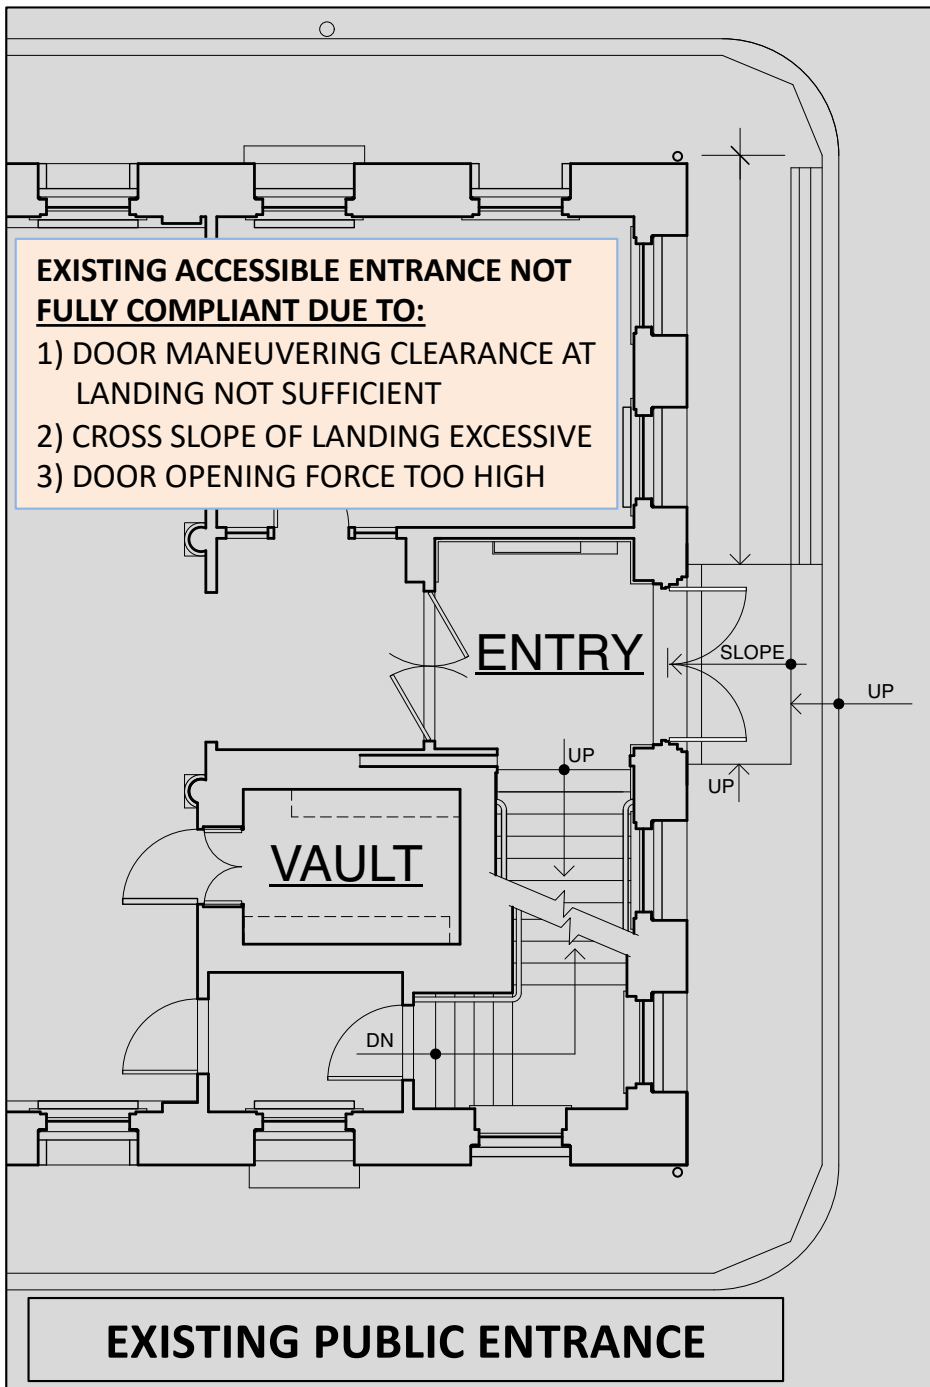 EXISTING ACCESSIBLE ENTRANCE NOT
FULLY COMPLIANT DUE TO:
1) DOOR MANEUVERING CLEARANCE AT
LANDING NOT SUFFICIENT
2) CROSS SLOPE OF LANDING EXCESSIVE
3) DOOR OPENING FORCE TOO HIGH
ENTRY
SLOPE
UP
UP
UP
VAULT
DN
EXISTING PUBLIC ENTRANCE